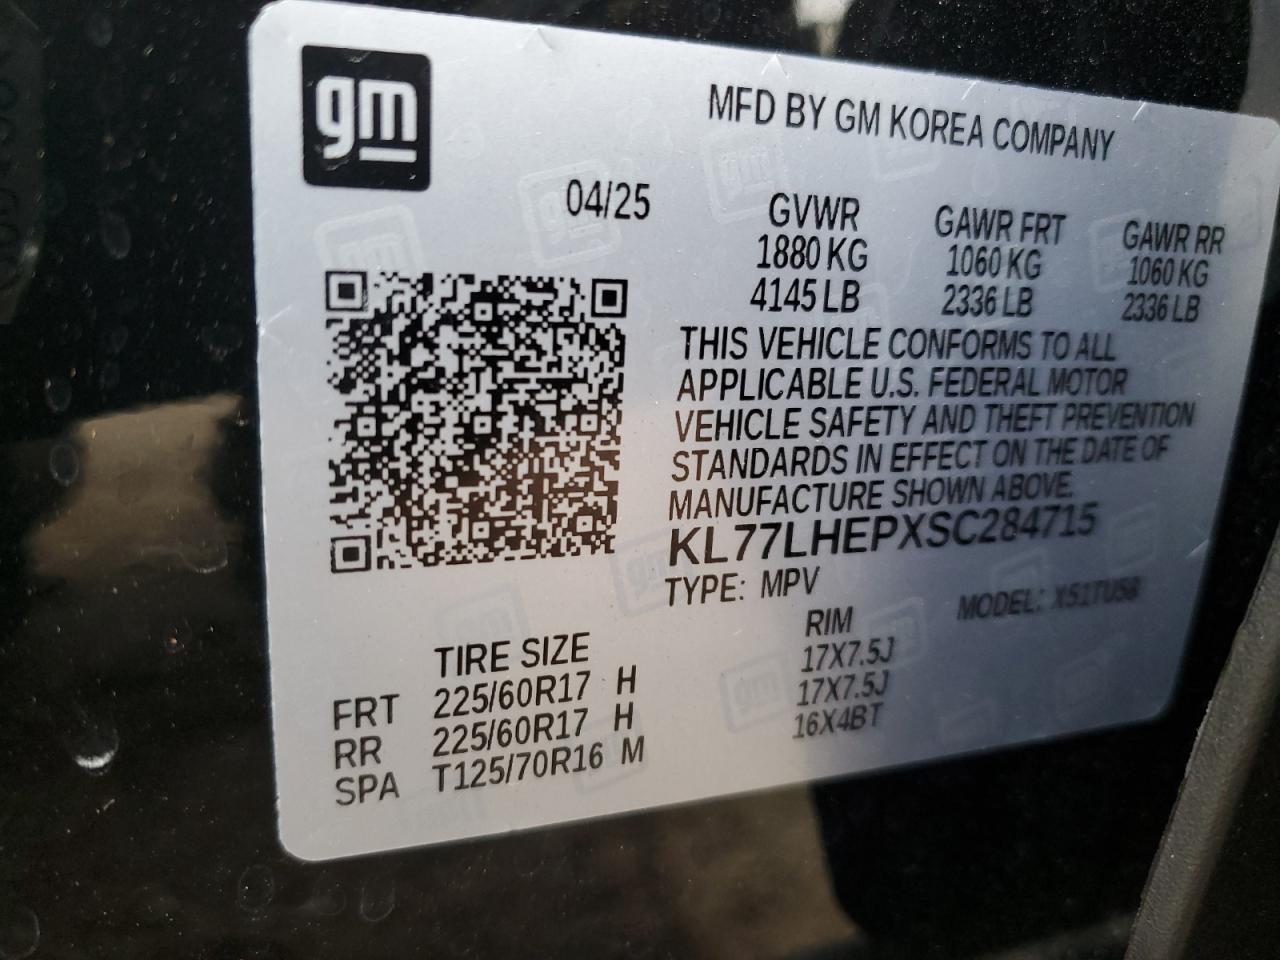 gm
MFD BY GM KOREA COMPANY
04/25
GVWR GAWR FRT GAWR RR
1880 KG 1060 KG 1060 KG
4145 LB 2336 LB 2336 LB
THIS VEHICLE CONFORMS TO ALL
APPLICABLE U.S. FEDERAL MOTOR
VEHICLE SAFETY AND THEFT PREVENTION
STANDARDS IN EFFECT ON THE DATE OF
MANUFACTURE SHOWN ABOVE.
KL77LHEPXSC284715
TYPE: MPV MODEL: X51TU58
TIRE SIZE RIM
FRT 225/60R17 H 17X7.5J
RR 225/60R17 H 17X7.5J
SPA T125/70R16 M 16X4BT